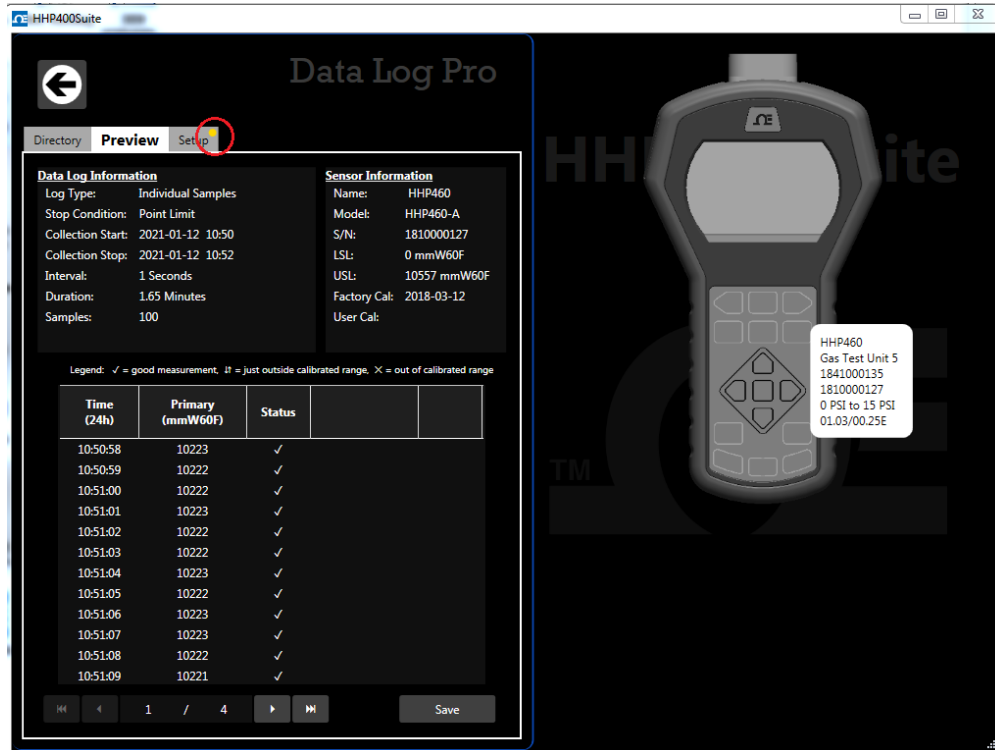 HHP400Suite
Data Log Pro
Directory Preview Setup
Data Log Information
Log Type: Individual Samples
Stop Condition: Point Limit
Collection Start: 2021-01-12 10:50
Collection Stop: 2021-01-12 10:52
Interval: 1 Seconds
Duration: 1.65 Minutes
Samples: 100
Sensor Information
Name: HHP460
Model: HHP460-A
S/N: 1810000127
LSL: 0 mmW60F
USL: 10557 mmW60F
Factory Cal: 2018-03-12
User Cal:
Legend: ✓ = good measurement, ↓↑ = just outside calibrated range, ✕ = out of calibrated range
Time (24h) Primary (mmW60F) Status
10:50:58 10223 ✓
10:50:59 10222 ✓
10:51:00 10222 ✓
10:51:01 10223 ✓
10:51:02 10222 ✓
10:51:03 10222 ✓
10:51:04 10223 ✓
10:51:05 10222 ✓
10:51:06 10223 ✓
10:51:07 10223 ✓
10:51:08 10222 ✓
10:51:09 10221 ✓
1 / 4 Save
HHP460
Gas Test Unit 5
1841000135
1810000127
0 PSI to 15 PSI
01.03/00.25E
TM